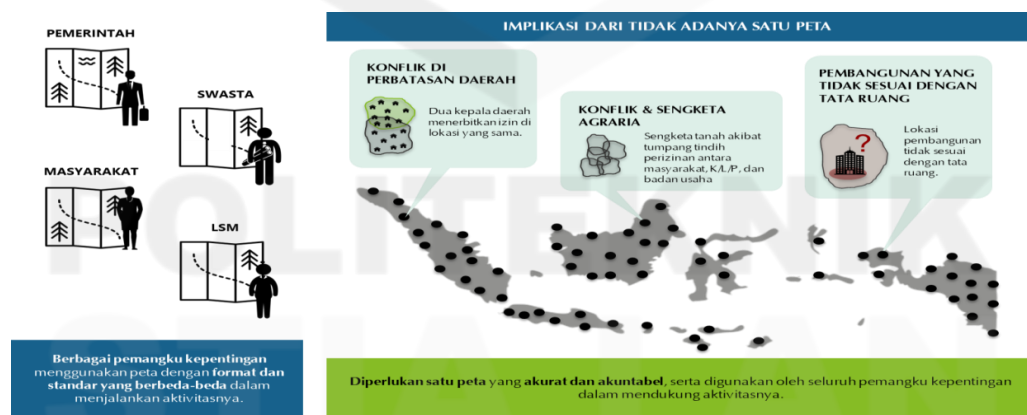 PEMERINTAH
SWASTA
MASYARAKAT
LSM
Berbagai pemangku kepentingan
menggunakan peta dengan format dan
standar yang berbeda-beda dalam
menjalankan aktivitasnya.
IMPLIKASI DARI TIDAK ADANYA SATU PETA
KONFLIK DI
PERBATASAN DAERAH
Dua kepala daerah
menerbitkan izin di
lokasi yang sama.
KONFLIK & SENGKETA
AGRARIA
Sengketa tanah akibat
tumpang tindih
perizinan antara
masyarakat, K/L/P, dan
badan usaha
PEMBANGUNAN YANG
TIDAK SESUAI DENGAN
TATA RUANG
?
Lokasi
pembangunan
tidak sesuai
dengan tata
ruang.
Diperlukan satu peta yang akurat dan akuntabel, serta digunakan oleh seluruh pemangku kepentingan
dalam mendukung aktivitasnya.
POLITEKNIK
STIA LAN